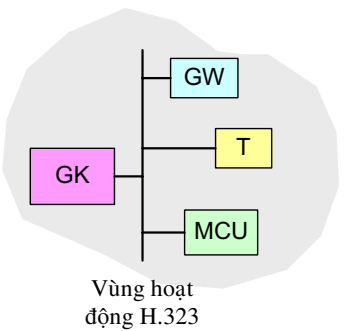 GW
T
GK
MCU
Vùng hoạt
động H.323